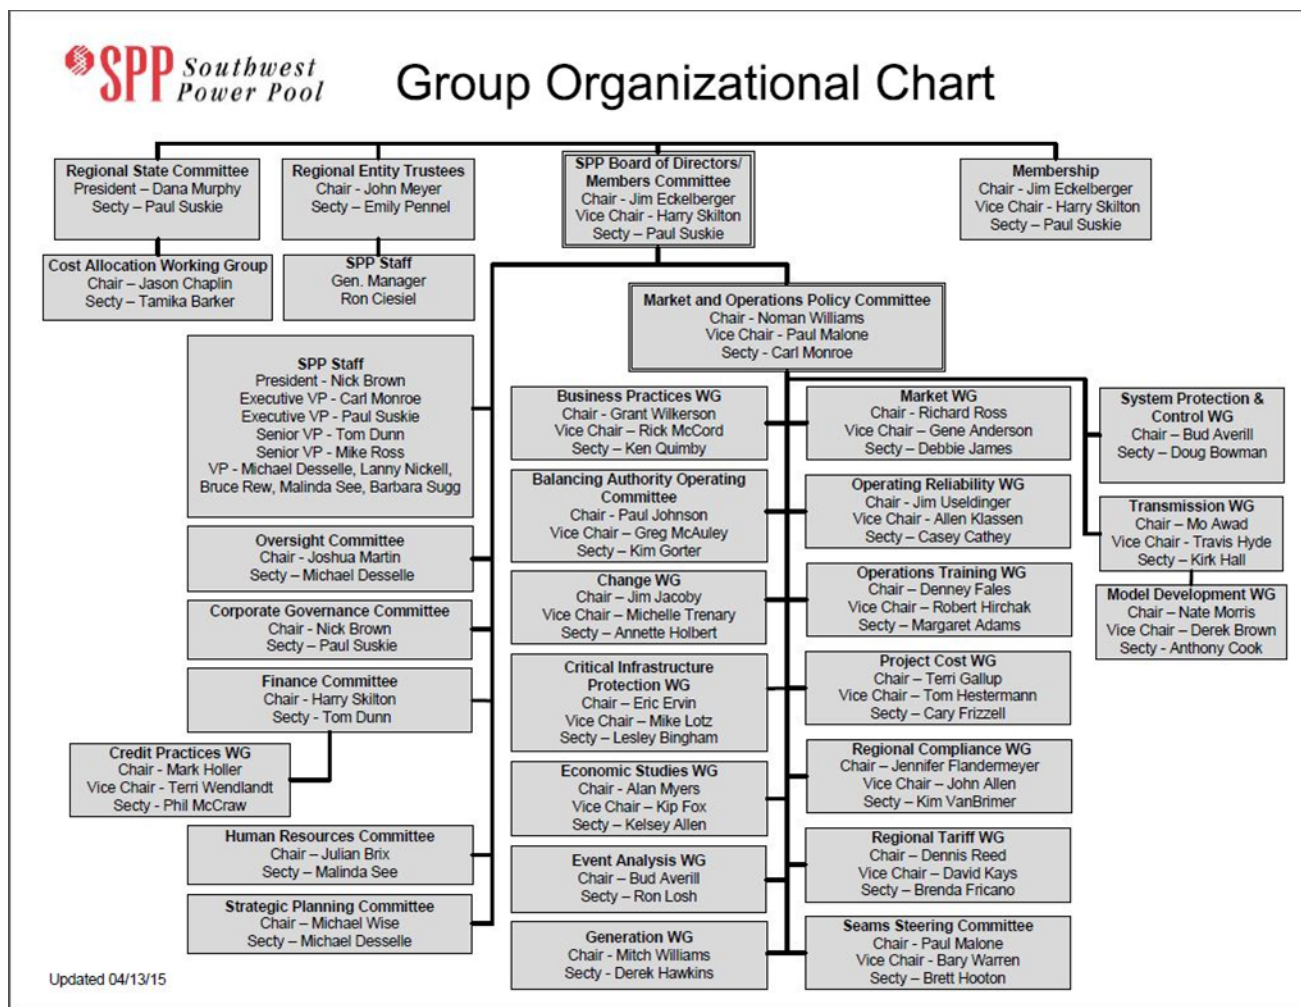 SPP Southwest
Power Pool
Group Organizational Chart
Regional State Committee
President – Dana Murphy
Secty – Paul Suskie
Regional Entity Trustees
Chair - John Meyer
Secty – Emily Pennel
SPP Board of Directors/
Members Committee
Chair - Jim Eckelberger
Vice Chair - Harry Skilton
Secty – Paul Suskie
Membership
Chair - Jim Eckelberger
Vice Chair - Harry Skilton
Secty – Paul Suskie
Cost Allocation Working Group
Chair – Jason Chaplin
Secty – Tamika Barker
SPP Staff
Gen. Manager
Ron Ciesiel
Market and Operations Policy Committee
Chair - Noman Williams
Vice Chair - Paul Malone
Secty - Carl Monroe
SPP Staff
President - Nick Brown
Executive VP - Carl Monroe
Executive VP - Paul Suskie
Senior VP - Tom Dunn
Senior VP - Mike Ross
VP - Michael Desselle, Lanny Nickell,
Bruce Rew, Malinda See, Barbara Sugg
Oversight Committee
Chair - Joshua Martin
Secty – Michael Desselle
Corporate Governance Committee
Chair - Nick Brown
Secty – Paul Suskie
Finance Committee
Chair - Harry Skilton
Secty - Tom Dunn
Credit Practices WG
Chair - Mark Holler
Vice Chair - Terri Wendlandt
Secty - Phil McCraw
Human Resources Committee
Chair – Julian Brix
Secty – Malinda See
Strategic Planning Committee
Chair – Michael Wise
Secty – Michael Desselle
Business Practices WG
Chair - Grant Wilkerson
Vice Chair – Rick McCord
Secty – Ken Quimby
Balancing Authority Operating
Committee
Chair - Paul Johnson
Vice Chair – Greg McAuley
Secty – Kim Gorter
Change WG
Chair - Jim Jacoby
Vice Chair – Michelle Trenary
Secty – Annette Holbert
Critical Infrastructure
Protection WG
Chair – Eric Ervin
Vice Chair – Mike Lotz
Secty – Lesley Bingham
Economic Studies WG
Chair - Alan Myers
Vice Chair – Kip Fox
Secty – Kelsey Allen
Event Analysis WG
Chair – Bud Averill
Secty – Ron Losh
Generation WG
Chair - Mitch Williams
Secty - Derek Hawkins
Market WG
Chair - Richard Ross
Vice Chair – Gene Anderson
Secty - Debbie James
Operating Reliability WG
Chair - Jim Useldinger
Vice Chair - Allen Klassen
Secty – Casey Cathey
Operations Training WG
Chair – Denney Fales
Vice Chair – Robert Hirchak
Secty – Margaret Adams
Project Cost WG
Chair – Terri Gallup
Vice Chair – Tom Hestermann
Secty – Cary Frizzell
Regional Compliance WG
Chair – Jennifer Flandermeyer
Vice Chair – John Allen
Secty – Kim VanBrimer
Regional Tariff WG
Chair – Dennis Reed
Vice Chair – David Kays
Secty – Brenda Fricano
Seams Steering Committee
Chair - Paul Malone
Vice Chair - Bary Warren
Secty – Brett Hooton
System Protection &
Control WG
Chair – Bud Averill
Secty – Doug Bowman
Transmission WG
Chair – Mo Awad
Vice Chair - Travis Hyde
Secty – Kirk Hall
Model Development WG
Chair – Nate Morris
Vice Chair – Derek Brown
Secty - Anthony Cook
Updated 04/13/15